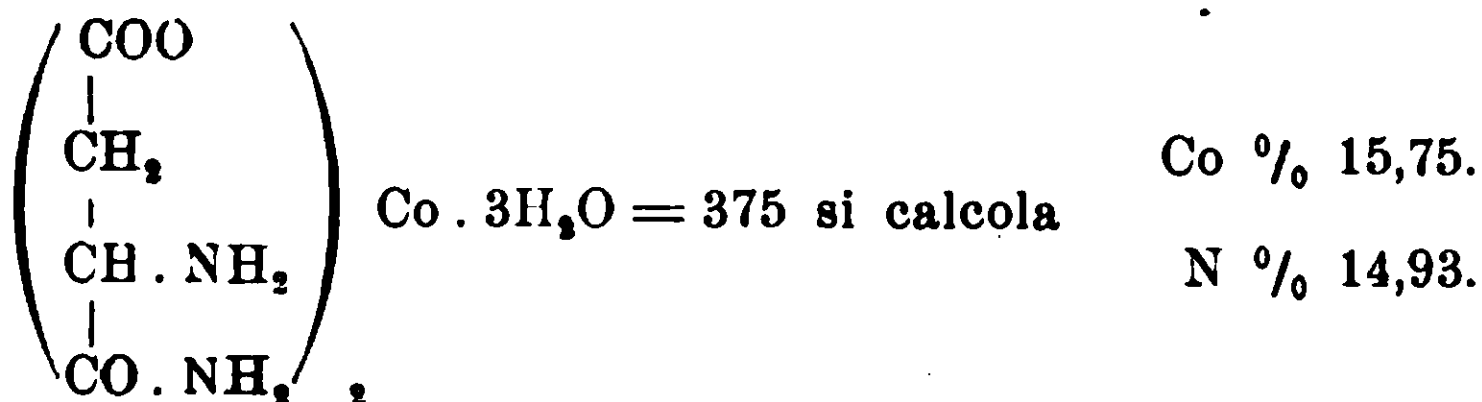 COO
|
CH₂
|
CH . NH₂
|
CO . NH₂ ₂
Co . 3H₂O = 375 si calcola
Co % 15,75.
N % 14,93.